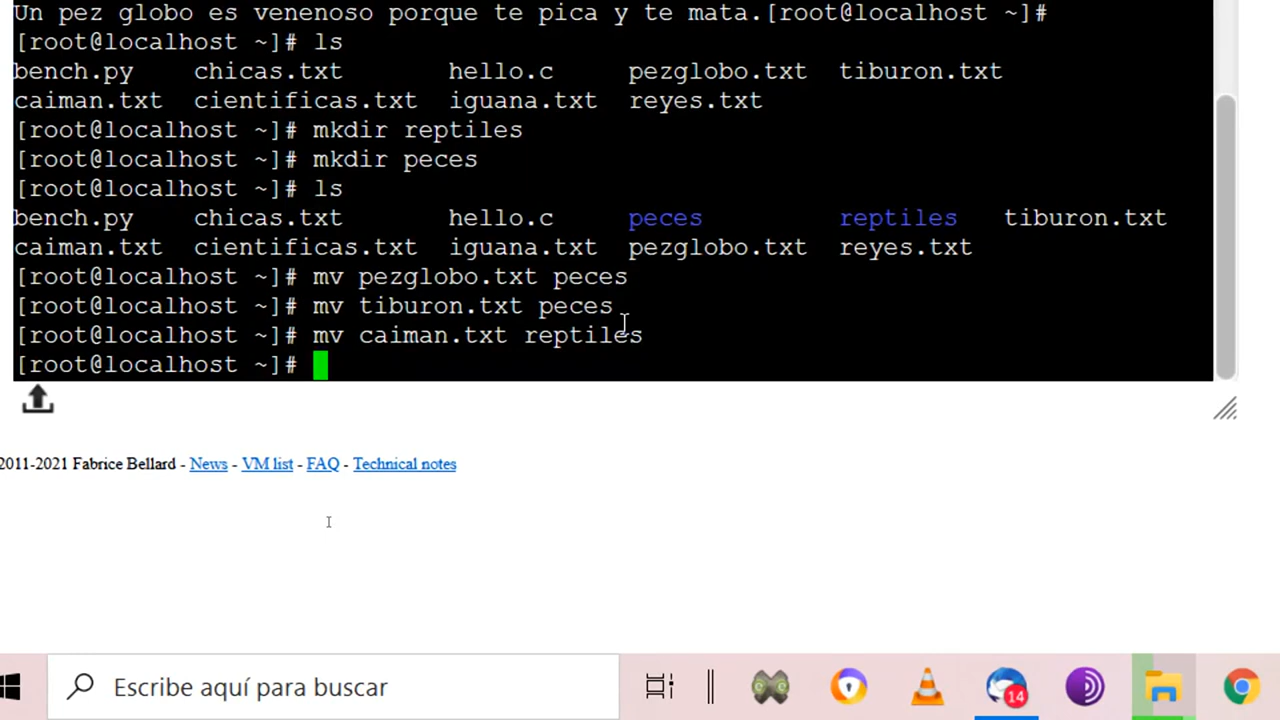 Un pez globo es venenoso porque te pica y te mata.[root@localhost ~]#
[root@localhost ~]# ls
bench.py chicas.txt hello.c pezglobo.txt tiburon.txt
caiman.txt cientificas.txt iguana.txt reyes.txt
[root@localhost ~]# mkdir reptiles
[root@localhost ~]# mkdir peces
[root@localhost ~]# ls
bench.py chicas.txt hello.c peces reptiles tiburon.txt
caiman.txt cientificas.txt iguana.txt pezglobo.txt reyes.txt
[root@localhost ~]# mv pezglobo.txt peces
[root@localhost ~]# mv tiburon.txt peces
[root@localhost ~]# mv caiman.txt reptiles
[root@localhost ~]#
2011-2021 Fabrice Bellard - News - VM list - FAQ - Technical notes
Escribe aquí para buscar
14